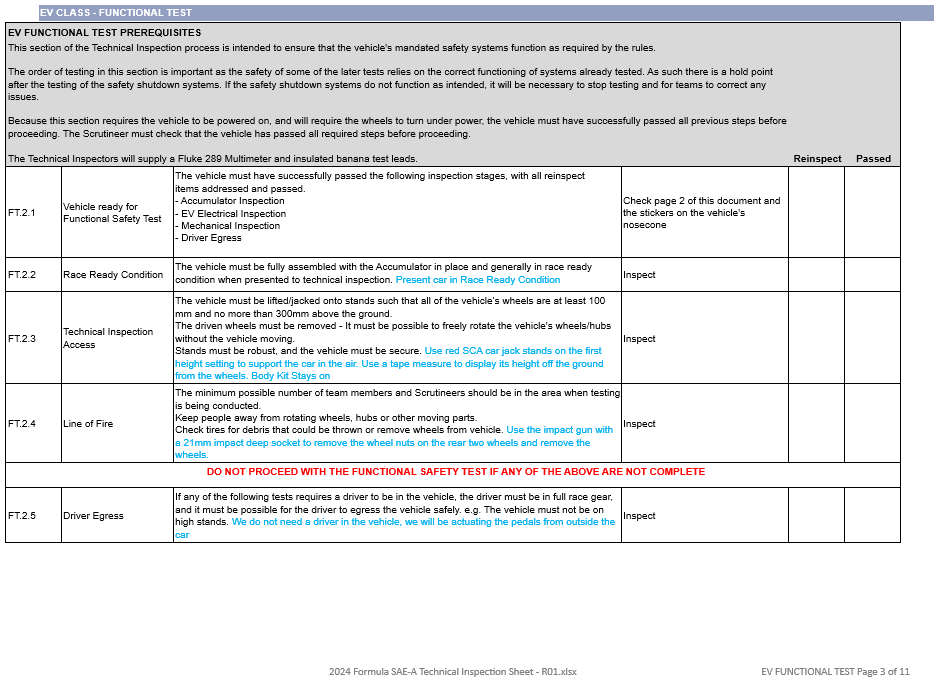 EV CLASS - FUNCTIONAL TEST
EV FUNCTIONAL TEST PREREQUISITES
This section of the Technical Inspection process is intended to ensure that the vehicle's mandated safety systems function as required by the rules.
The order of testing in this section is important as the safety of some of the later tests relies on the correct functioning of systems already tested. As such there is a hold point
after the testing of the safety shutdown systems. If the safety shutdown systems do not function as intended, it will be necessary to stop testing and for teams to correct any
issues.
Because this section requires the vehicle to be powered on, and will require the wheels to turn under power, the vehicle must have successfully passed all previous steps before
proceeding. The Scrutineer must check that the vehicle has passed all required steps before proceeding.
The Technical Inspectors will supply a Fluke 289 Multimeter and insulated banana test leads.
Reinspect Passed
FT.2.1
Vehicle ready for
Functional Safety Test
The vehicle must have successfully passed the following inspection stages, with all reinspect
items addressed and passed.
- Accumulator Inspection
- EV Electrical Inspection
- Mechanical Inspection
- Driver Egress
Check page 2 of this document and
the stickers on the vehicle's
nosecone
FT.2.2
Race Ready Condition
The vehicle must be fully assembled with the Accumulator in place and generally in race ready
condition when presented to technical inspection. Present car in Race Ready Condition
Inspect
FT.2.3
Technical Inspection
Access
The vehicle must be lifted/jacked onto stands such that all of the vehicle's wheels are at least 100
mm and no more than 300mm above the ground.
The driven wheels must be removed - It must be possible to freely rotate the vehicle's wheels/hubs
without the vehicle moving.
Stands must be robust, and the vehicle must be secure. Use red SCA car jack stands on the first
height setting to support the car in the air. Use a tape measure to display its height off the ground
from the wheels. Body Kit Stays on
Inspect
FT.2.4
Line of Fire
The minimum possible number of team members and Scrutineers should be in the area when testing
is being conducted.
Keep people away from rotating wheels, hubs or other moving parts.
Check tires for debris that could be thrown or remove wheels from vehicle. Use the impact gun with
a 21mm impact deep socket to remove the wheel nuts on the rear two wheels and remove the
wheels.
Inspect
DO NOT PROCEED WITH THE FUNCTIONAL SAFETY TEST IF ANY OF THE ABOVE ARE NOT COMPLETE
FT.2.5
Driver Egress
If any of the following tests requires a driver to be in the vehicle, the driver must be in full race gear,
and it must be possible for the driver to egress the vehicle safely. e.g. The vehicle must not be on
high stands. We do not need a driver in the vehicle, we will be actuating the pedals from outside the
car
Inspect
2024 Formula SAE-A Technical Inspection Sheet - R01.xlsx
EV FUNCTIONAL TEST Page 3 of 11